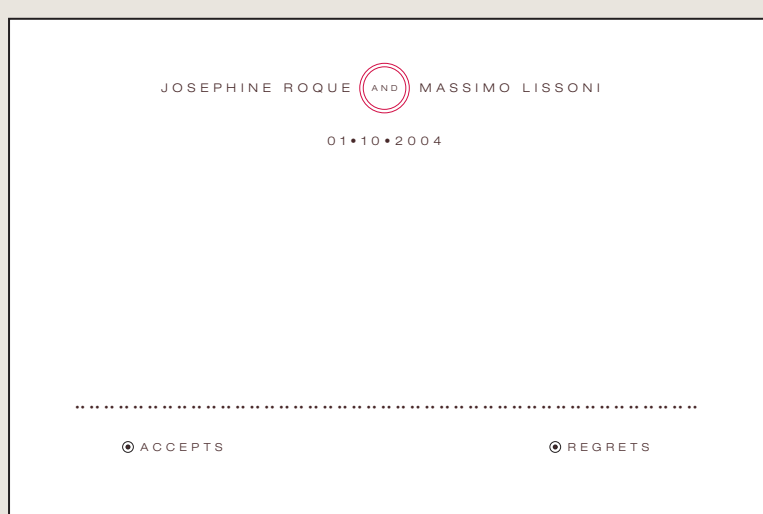 JOSEPHINE ROQUE AND MASSIMO LISSONI
01•10•2004
ACCEPTS REGRETS